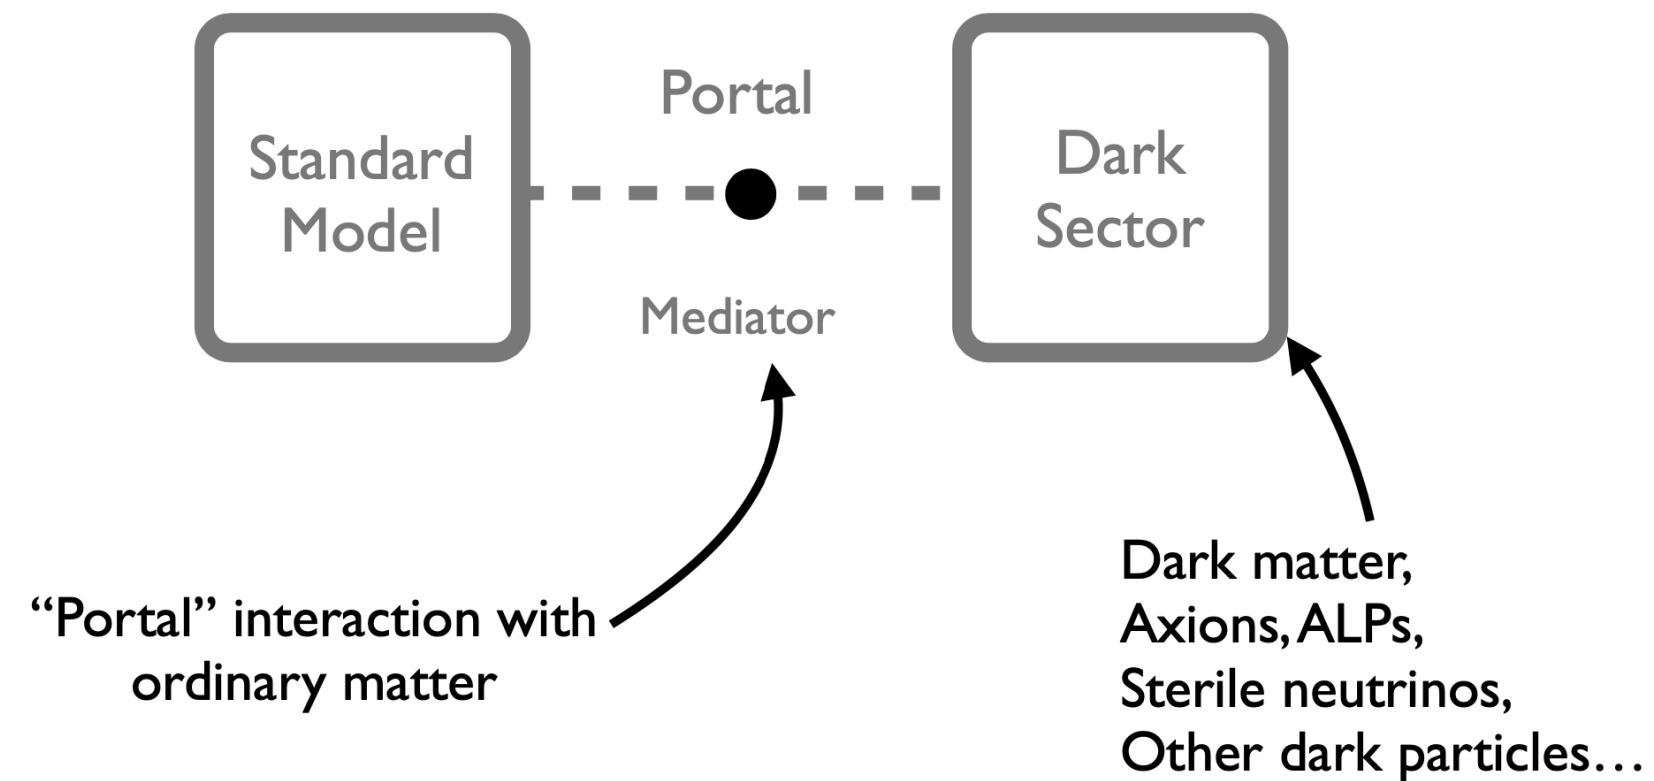 Standard
Model
Portal
Mediator
Dark
Sector
“Portal” interaction with
ordinary matter
Dark matter,
Axions, ALPs,
Sterile neutrinos,
Other dark particles…